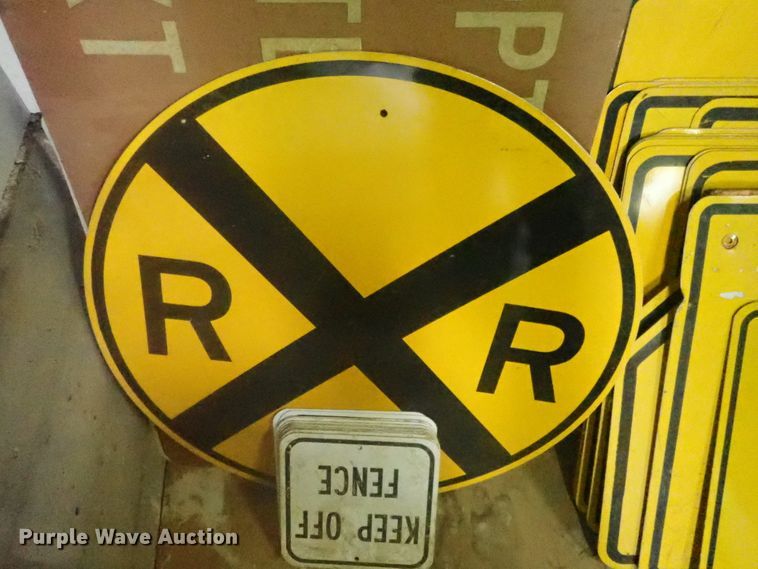 R R
KEEP OFF
FENCE
Purple Wave Auction